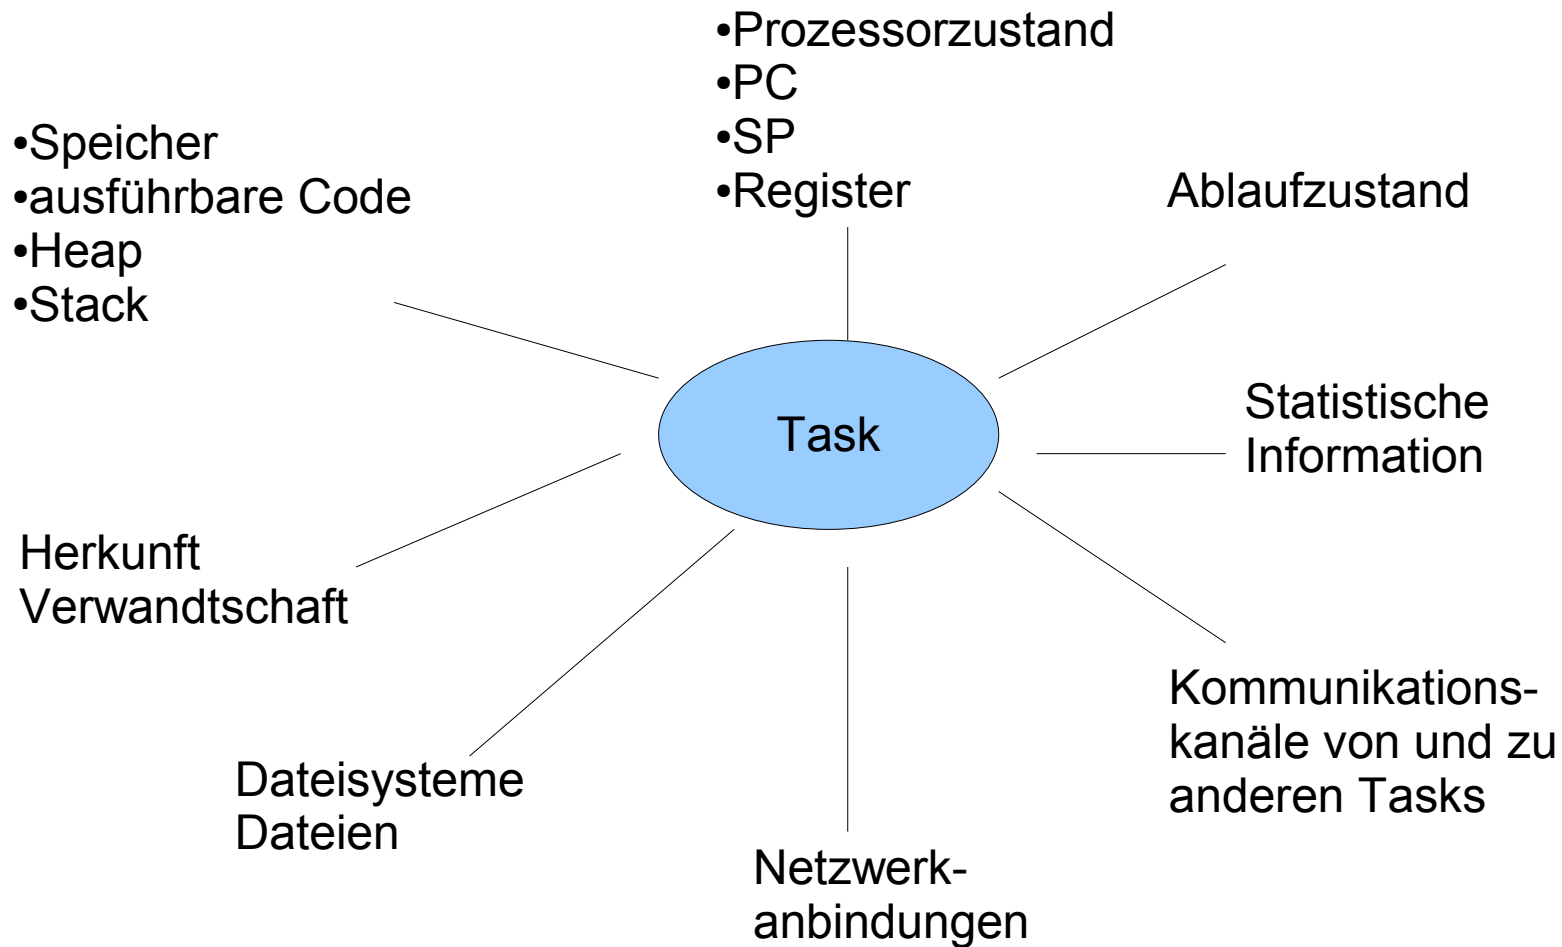 •Prozessorzustand
•PC
•SP
•Register
•Speicher
•ausführbare Code
•Heap
•Stack
Ablaufzustand
Statistische
Information
Task
Herkunft
Verwandtschaft
Kommunikations-
kanäle von und zu
anderen Tasks
Dateisysteme
Dateien
Netzwerk-
anbindungen